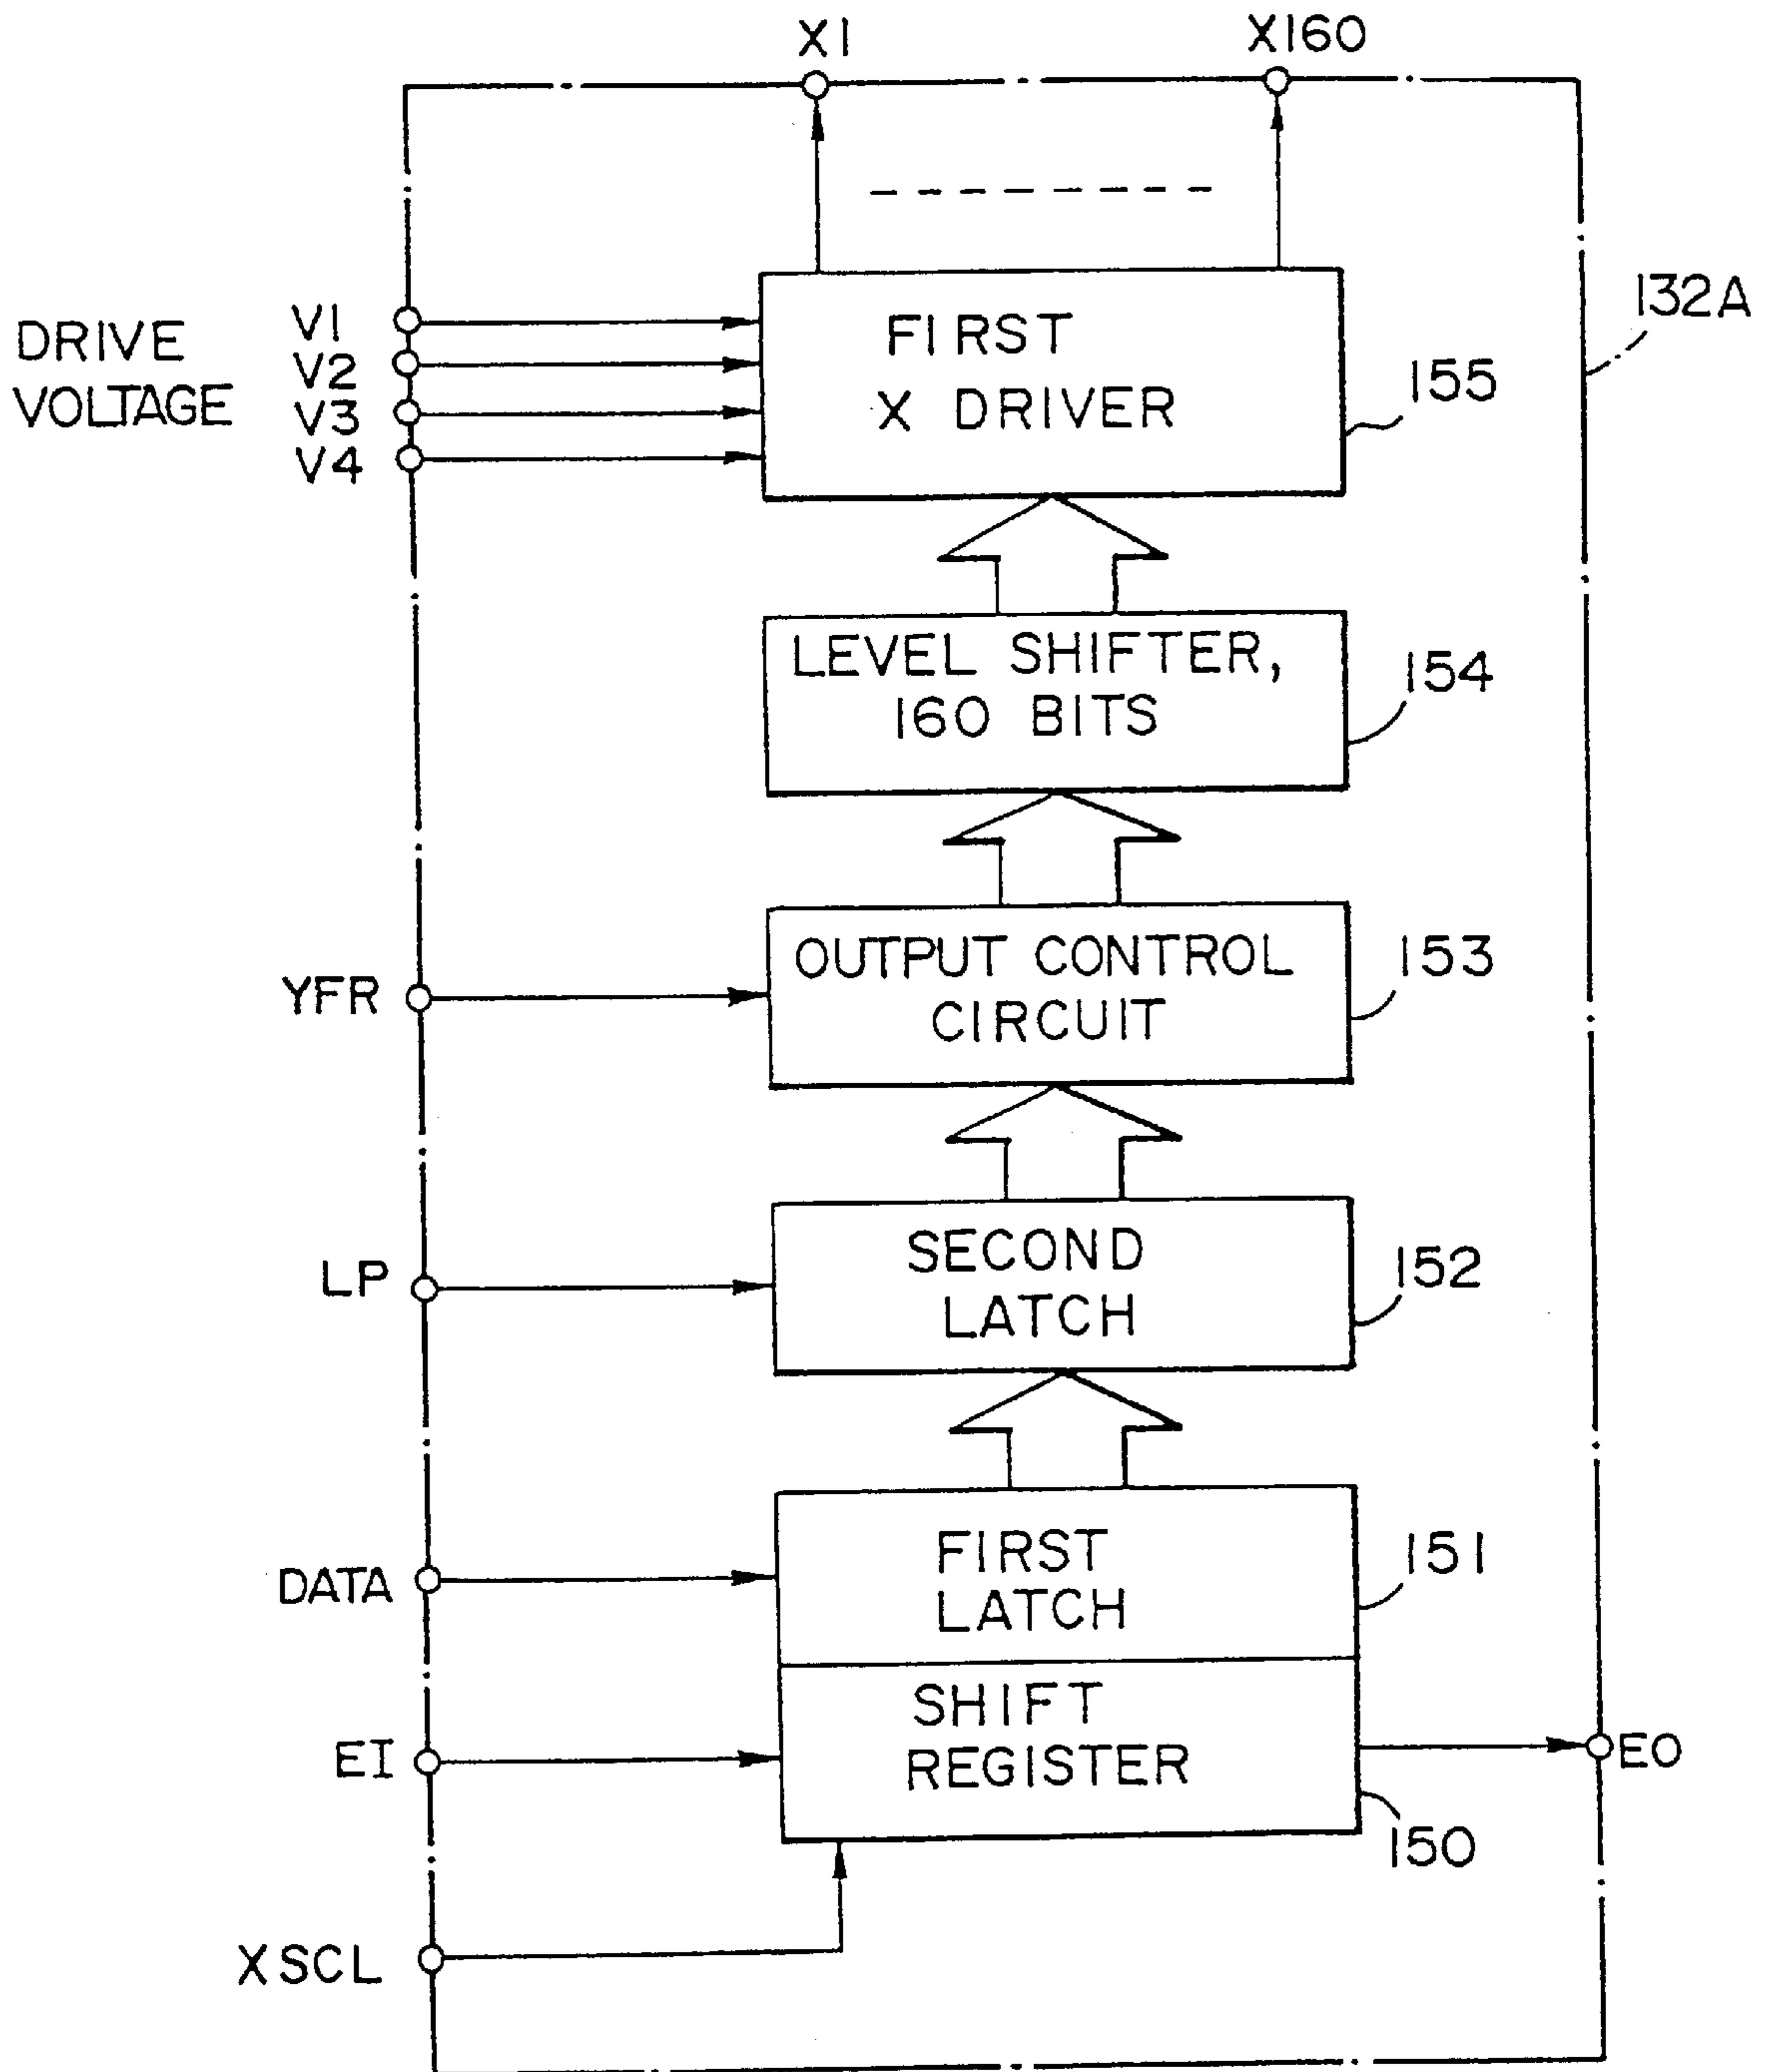 X1
X160
132A
DRIVE
VOLTAGE
V1
V2
V3
V4
FIRST
X DRIVER
155
LEVEL SHIFTER,
160 BITS
154
YFR
OUTPUT CONTROL
CIRCUIT
153
LP
SECOND
LATCH
152
DATA
FIRST
LATCH
151
EI
SHIFT
REGISTER
EO
150
XSCL